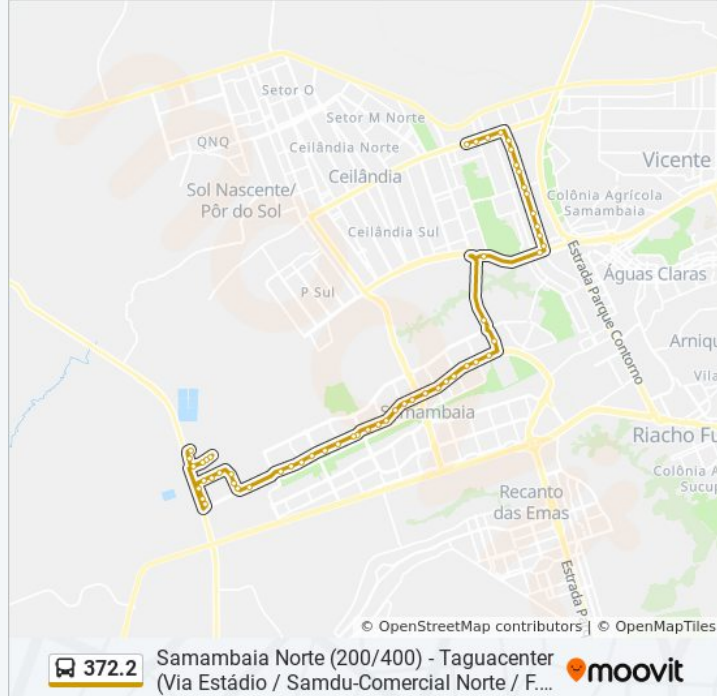 Setor O
Setor M Norte
QNQ
Ceilândia Norte
Vicente
Ceilândia
Sol Nascente/
Pôr do Sol
Colônia Agrícola
Samambaia
Ceilândia Sul
Estrada Parque Contorno
Águas Claras
P Sul
Arniq
Vila
Samambaia
Riacho Fu
Colônia A
Sucup
Recanto
das Emas
Estrada P
© OpenStreetMap contributors | © OpenMapTiles
372.2
Samambaia Norte (200/400) - Taguacenter
(Via Estádio / Samdu-Comercial Norte / F....
moovit